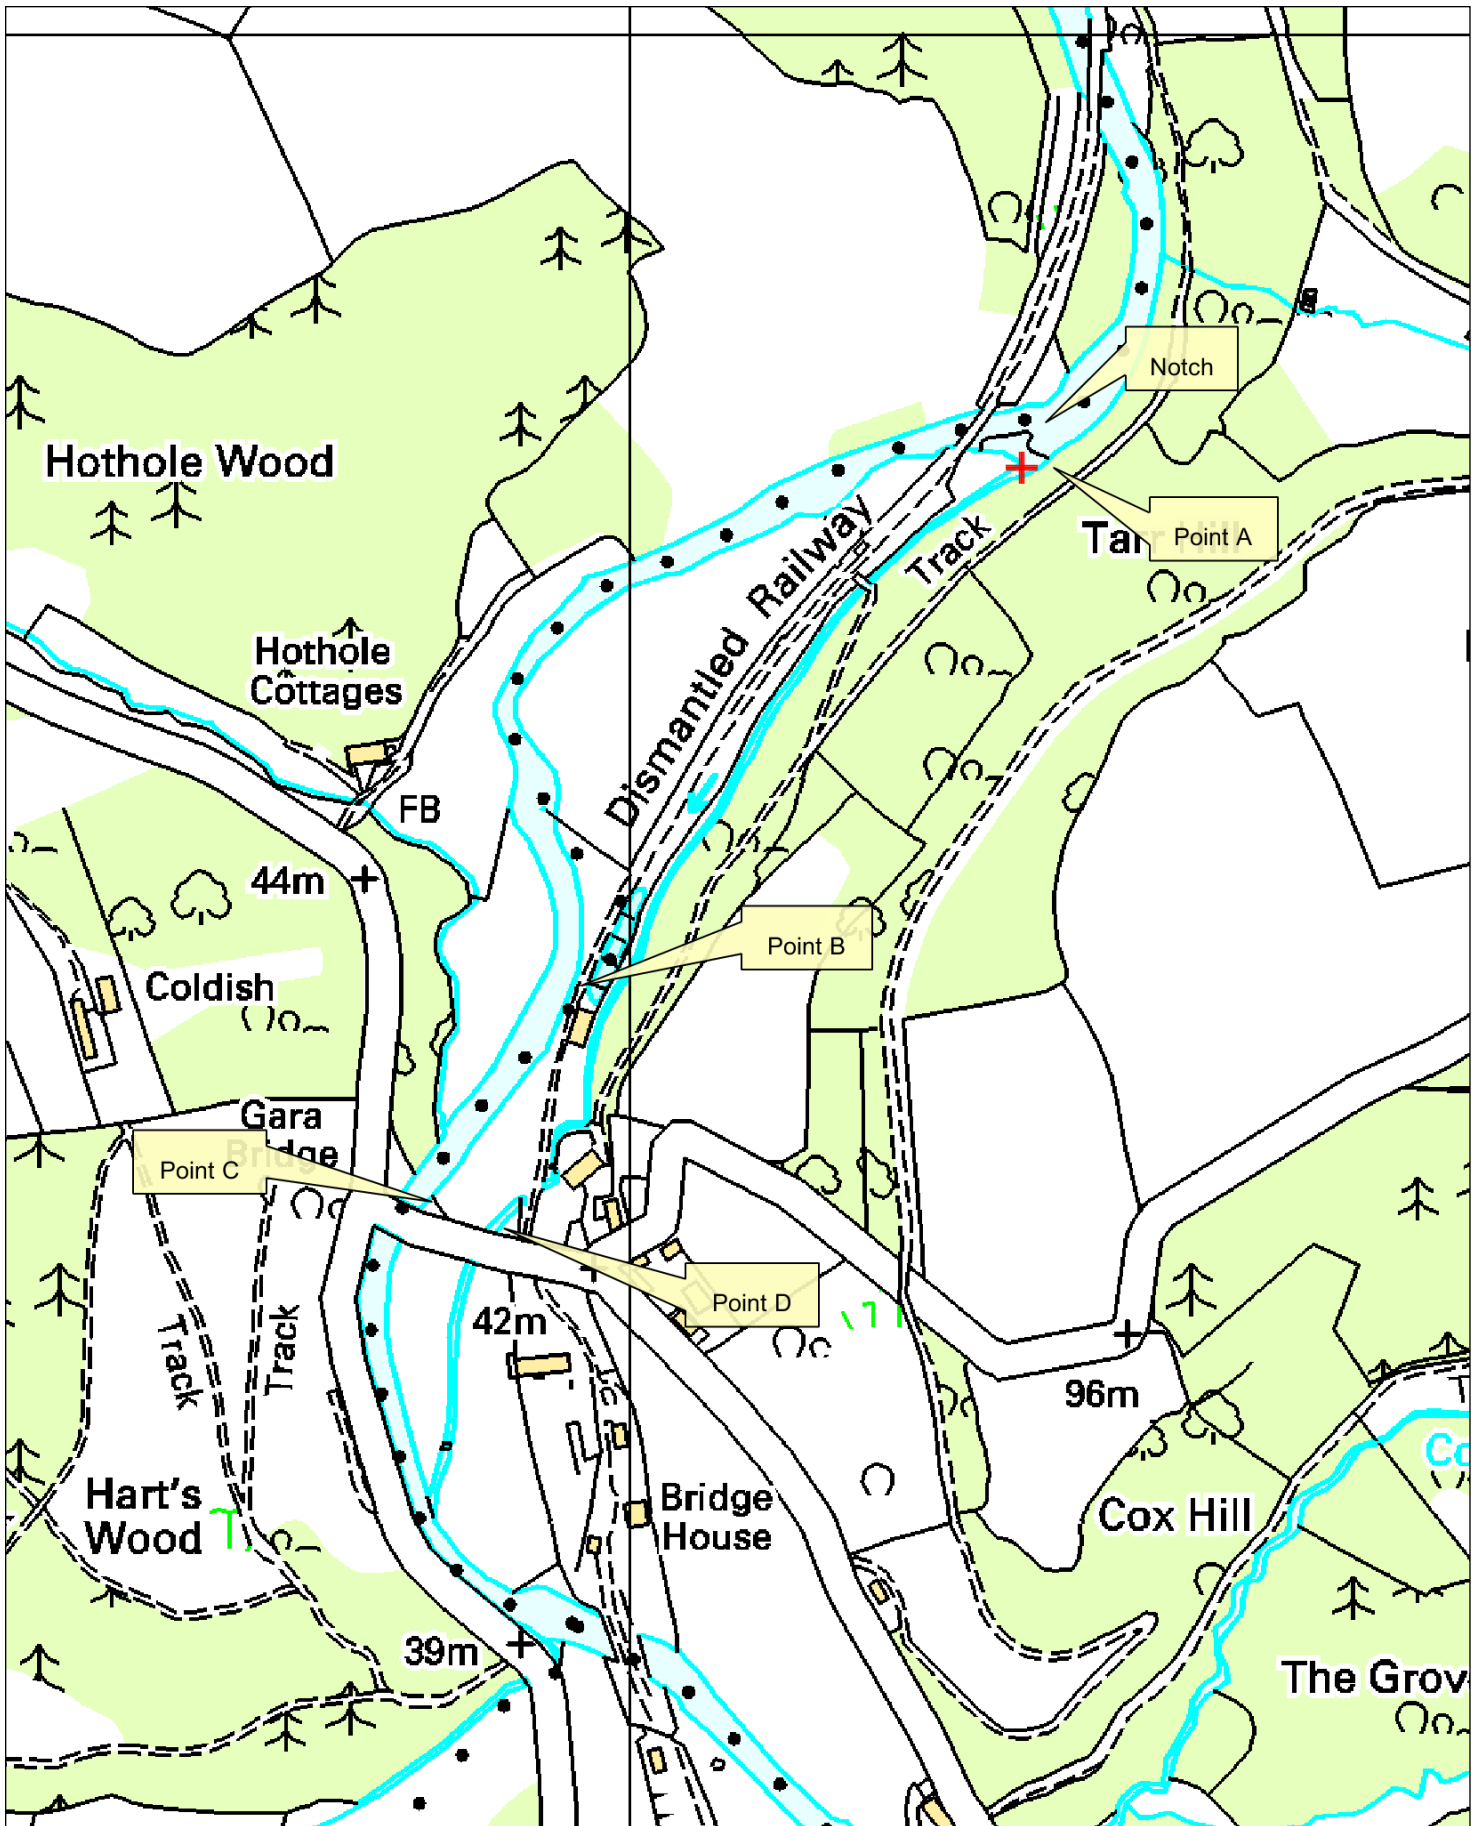 Notch
Hothole Wood
Point A
Track
Dismantled Railway
Hothole
Cottages
FB
44m
Point B
Coldish
Gara
Bridge
Point C
Point D
42m
Track
Track
96m
Hart's
Wood
Bridge
House
Cox Hill
39m
The Grov